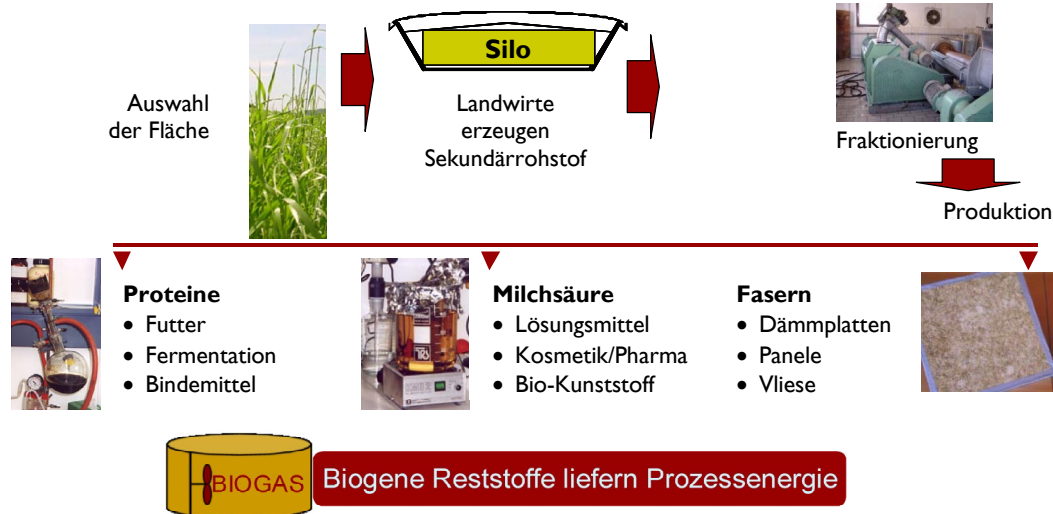 Silo
Auswahl
der Fläche
Landwirte
erzeugen
Sekundärrohstof
Fraktionierung
Produktion
Proteine
• Futter
• Fermentation
• Bindemittel
Milchsäure
• Lösungsmittel
• Kosmetik/Pharma
• Bio-Kunststoff
Fasern
• Dämmplatten
• Panele
• Vliese
BIOGAS
Biogene Reststoffe liefern Prozessenergie